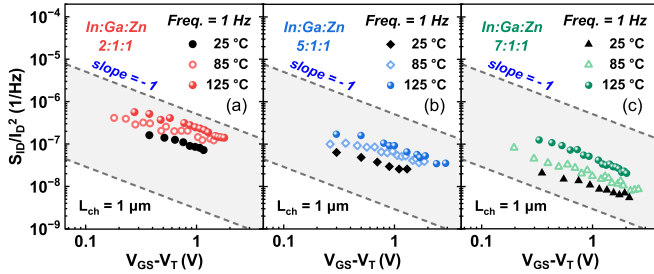 S_ID/I_D² (1/Hz)
10⁻⁴
10⁻⁵
10⁻⁶
10⁻⁷
10⁻⁸
10⁻⁹
In:Ga:Zn
2:1:1
Freq. = 1 Hz
25 °C
85 °C
125 °C
slope = -1
(a)
L_ch = 1 µm
0.1
1
V_GS-V_T (V)
In:Ga:Zn
5:1:1
Freq. = 1 Hz
25 °C
85 °C
125 °C
slope = -1
(b)
L_ch = 1 µm
0.1
1
V_GS-V_T (V)
In:Ga:Zn
7:1:1
Freq. = 1 Hz
25 °C
85 °C
125 °C
slope = -1
(c)
L_ch = 1 µm
0.1
1
V_GS-V_T (V)